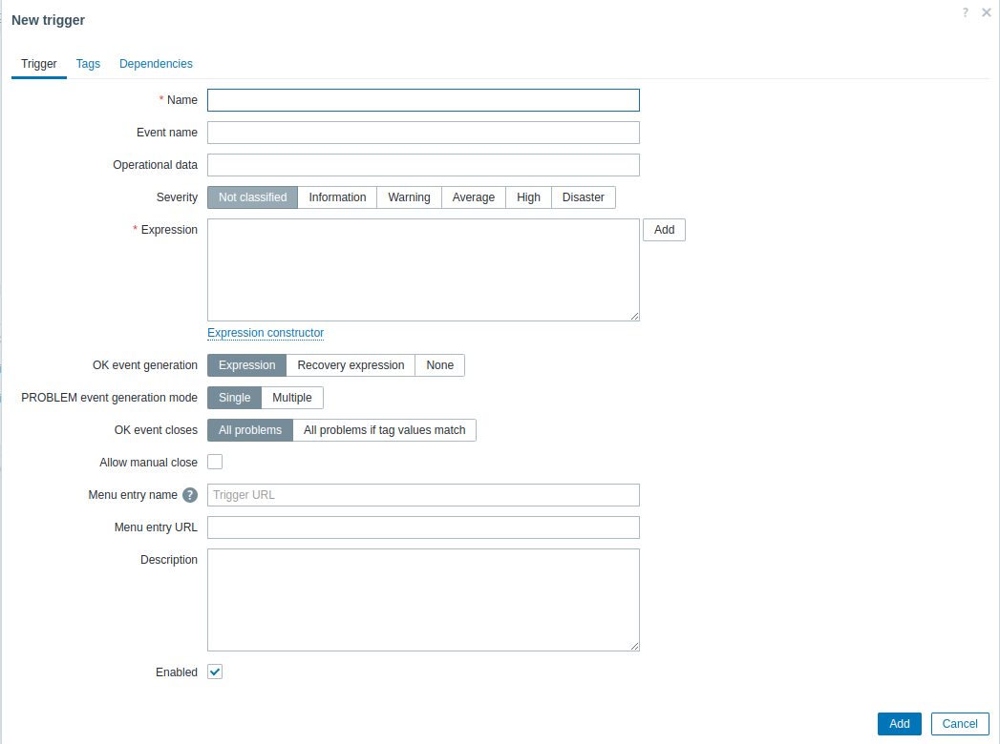 New trigger
?
Trigger Tags Dependencies
* Name
Event name
Operational data
Severity Not classified Information Warning Average High Disaster
* Expression Add
Expression constructor
OK event generation Expression Recovery expression None
PROBLEM event generation mode Single Multiple
OK event closes All problems All problems if tag values match
Allow manual close
Menu entry name ? Trigger URL
Menu entry URL
Description
Enabled
Add Cancel